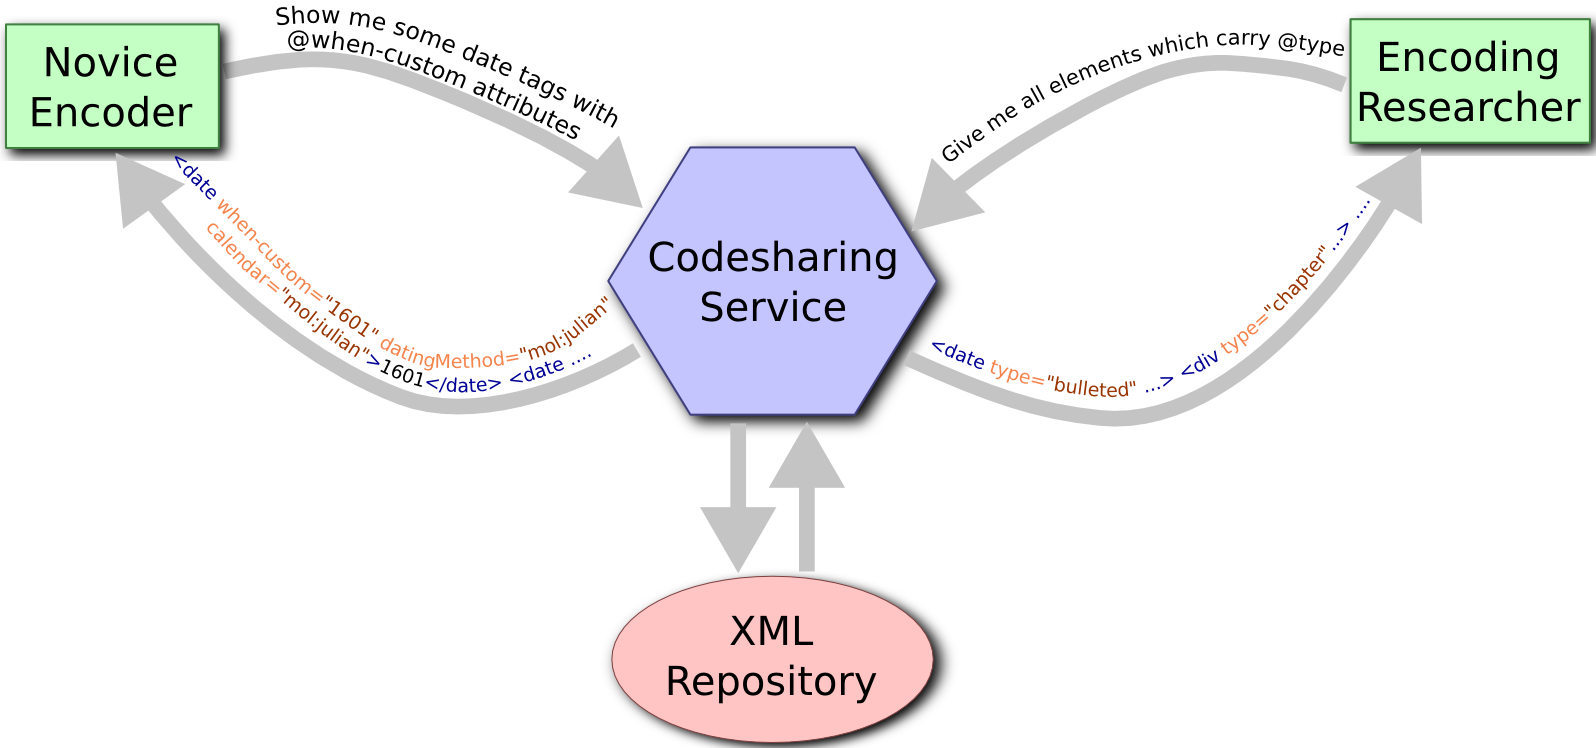 Novice
Encoder
Show me some date tags with
@when-custom attributes
Give me all elements which carry @type
Encoding
Researcher
<date when-custom="1601" datingMethod="mol:julian"
calendar="mol:julian">1601</date> <date ....
Codesharing
Service
<date type="bulleted" ...> <div type="chapter" ...> ....
XML
Repository